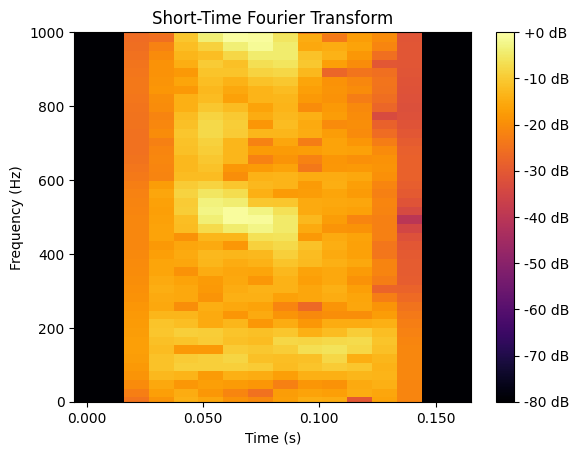 Short-Time Fourier Transform
1000
800
600
400
200
0
Frequency (Hz)
0.000
0.050
0.100
0.150
Time (s)
+0 dB
-10 dB
-20 dB
-30 dB
-40 dB
-50 dB
-60 dB
-70 dB
-80 dB